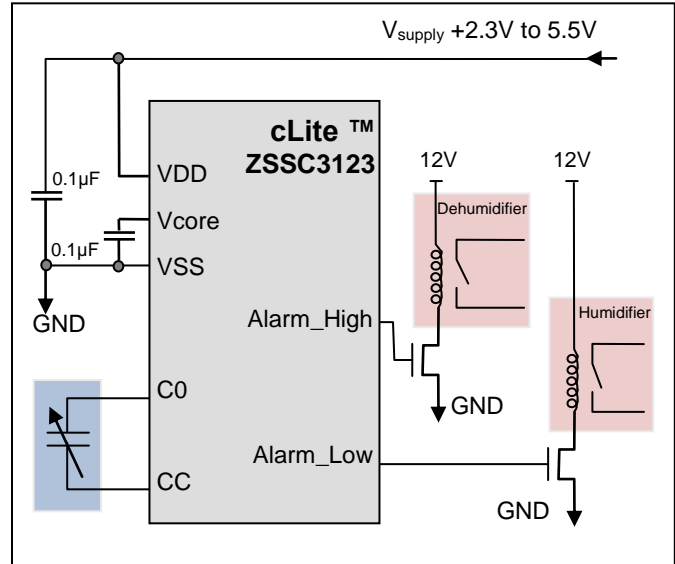 Vsupply +2.3V to 5.5V
cLite ™
ZSSC3123
12V
12V
0.1µF
VDD
Dehumidifier
Vcore
0.1µF
VSS
GND
Alarm_High
Humidifier
C0
GND
Alarm_Low
CC
GND